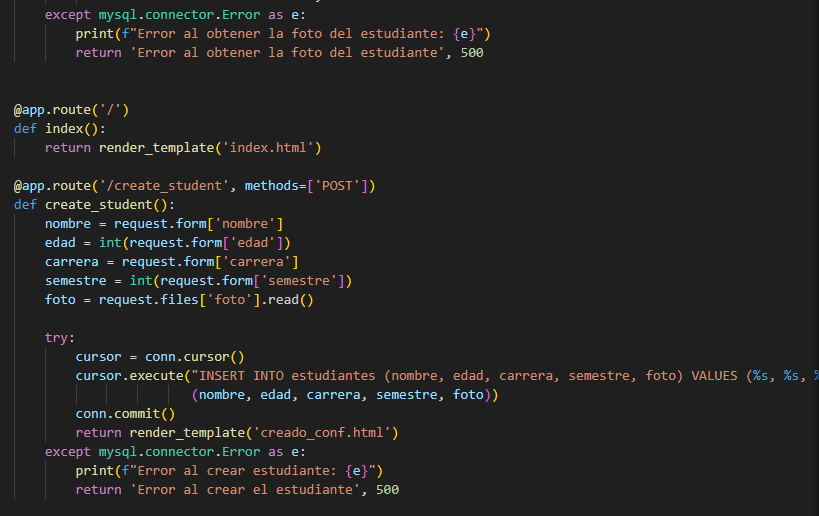 except mysql.connector.Error as e:
print(f"Error al obtener la foto del estudiante: {e}")
return 'Error al obtener la foto del estudiante', 500
@app.route('/')
def index():
return render_template('index.html')
@app.route('/create_student', methods=['POST'])
def create_student():
nombre = request.form['nombre']
edad = int(request.form['edad'])
carrera = request.form['carrera']
semestre = int(request.form['semestre'])
foto = request.files['foto'].read()
try:
cursor = conn.cursor()
cursor.execute("INSERT INTO estudiantes (nombre, edad, carrera, semestre, foto) VALUES (%s, %s, %
(nombre, edad, carrera, semestre, foto))
conn.commit()
return render_template('creado_conf.html')
except mysql.connector.Error as e:
print(f"Error al crear estudiante: {e}")
return 'Error al crear el estudiante', 500